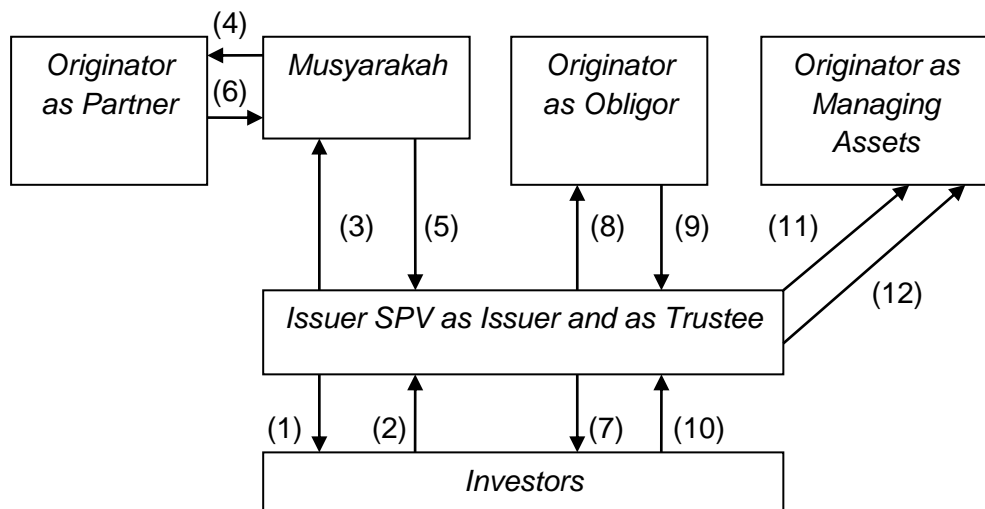 (4)
Originator
as Partner
(6)
Musyarakah
Originator
as Obligor
Originator as
Managing
Assets
(3)
(5)
(8)
(9)
(11)
(12)
Issuer SPV as Issuer and as Trustee
(1)
(2)
(7)
(10)
Investors